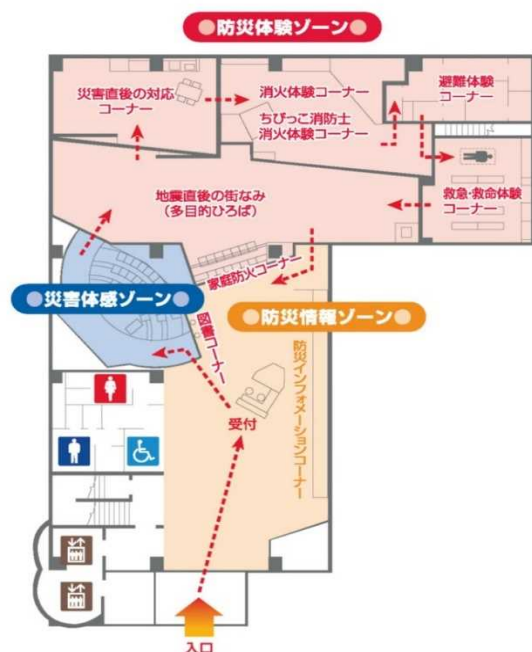 防災体験ゾーン
災害直後の対応
コーナー
消火体験コーナー
ちびっこ消防士
消火体験コーナー
避難体験
コーナー
救急・救命体験
コーナー
地震直後の街なみ
(多目的ひろば)
家庭防火コーナー
災害体感ゾーン
図書コーナー
防災情報ゾーン
防災インフォメーションコーナー
受付
入口